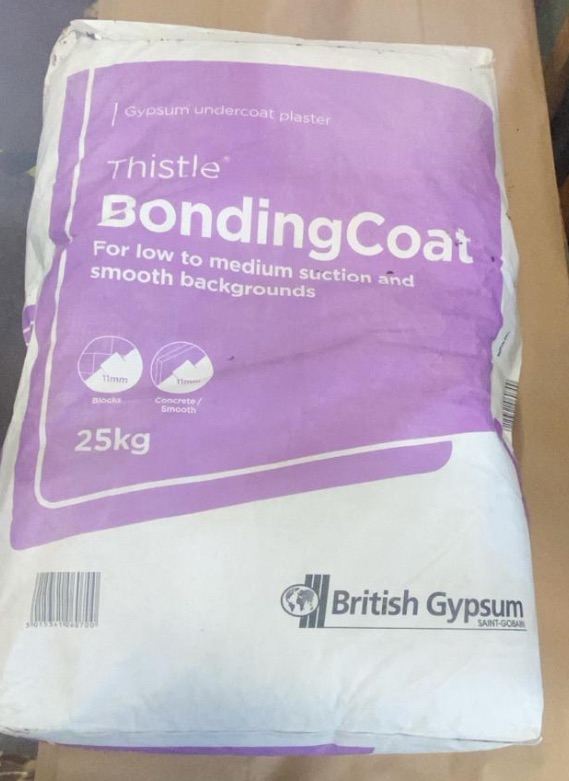 Gypsum undercoat plaster
Thistle®
BondingCoat
For low to medium suction and
smooth backgrounds
11mm
11mm
Blocks
Concrete /
Smooth
25kg
British Gypsum
SAINT-GOBAIN